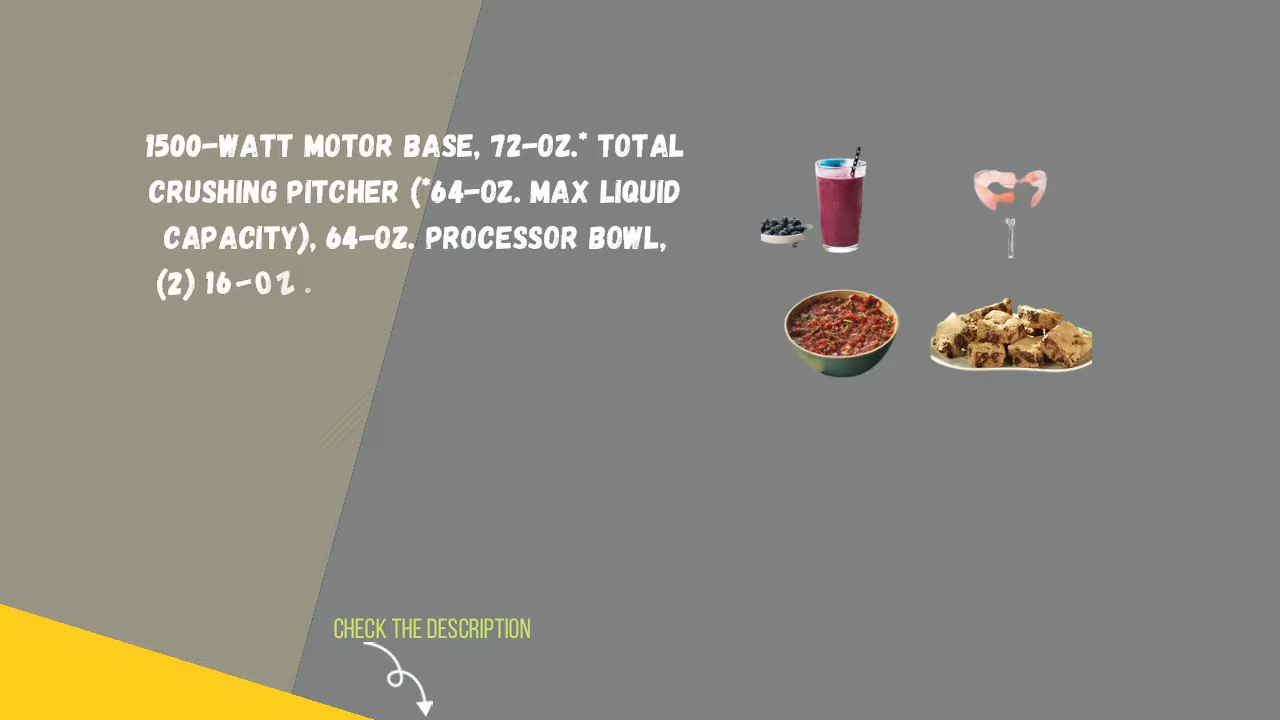 1500-WATT MOTOR BASE, 72-OZ.* TOTAL
CRUSHING PITCHER (*64-OZ. MAX LIQUID
CAPACITY), 64-OZ. PROCESSOR BOWL,
(2) 16-OZ.
CHECK THE DESCRIPTION